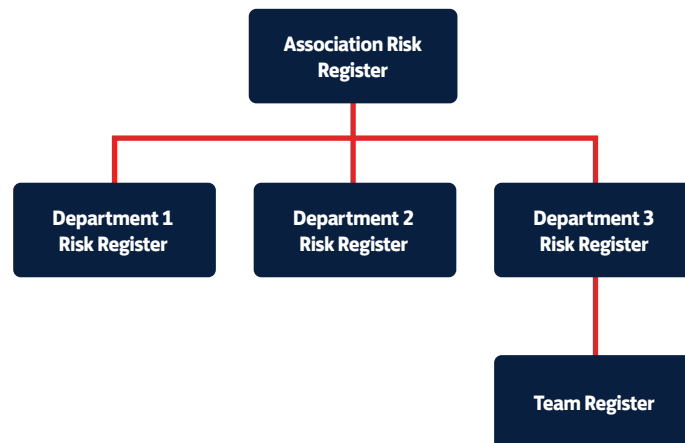 Association Risk
Register
Department 1
Risk Register
Department 2
Risk Register
Department 3
Risk Register
Team Register